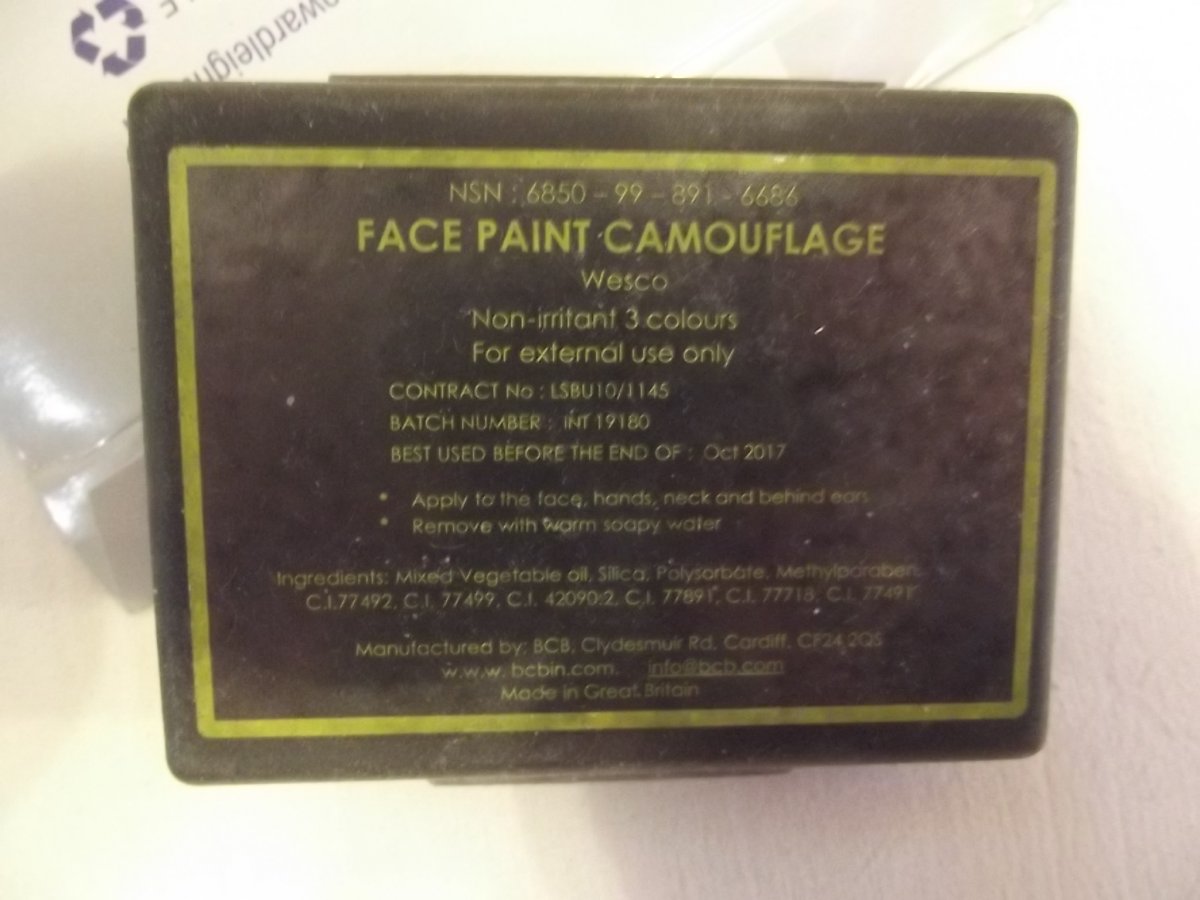 NSN : 6850 - 99 - 891 - 6686
FACE PAINT CAMOUFLAGE
Wesco
Non-irritant 3 colours
For external use only
CONTRACT No : LSBU10/1145
BATCH NUMBER : INT 19180
BEST USED BEFORE THE END OF : Oct 2017
* Apply to the face, hands, neck and behind ears
* Remove with warm soapy water
Ingredients: Mixed Vegetable oil, Silica, Polysorbate, Methylparaben,
C.I.77492, C.I. 77499, C.I. 42090:2, C.I. 77891, C.I. 77718, C.I. 77491
Manufactured by: BCB, Clydesmuir Rd, Cardiff, CF24 2QS
www.bcbin.com info@bcb.com
Made in Great Britain